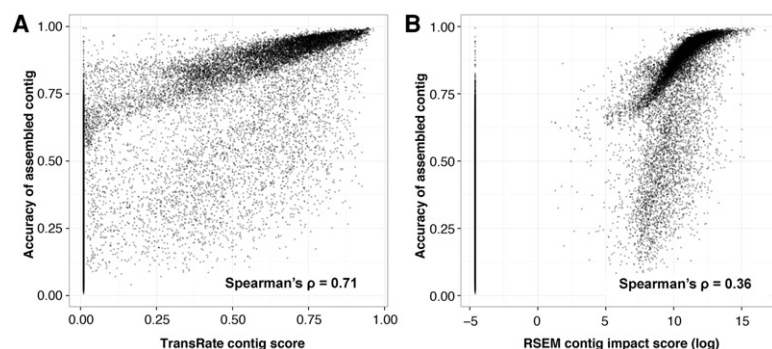 A
Accuracy of assembled contig
1.00
0.75
0.50
0.25
0.00
Spearman's ρ = 0.71
0.00 0.25 0.50 0.75 1.00
TransRate contig score
B
Accuracy of assembled contig
1.00
0.75
0.50
0.25
0.00
Spearman's ρ = 0.36
−5 0 5 10 15
RSEM contig impact score (log)